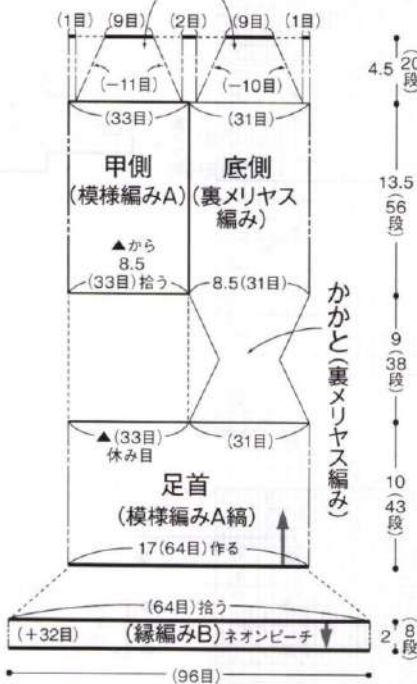 (1目) (9目) (2目) (9目) (1目)
(−11目) (−10目)
4.5 (20段)
(33目) (31目)
甲側
(模様編みA)
底側
(裏メリヤス
編み)
13.5
(56段)
▲から
8.5
(33目)拾う
8.5(31目)
かかと(裏メリヤス編み)
9
(38段)
▲(33目)
休み目
(31目)
足首
(模様編みA縞)
10
(43段)
17(64目)作る
(64目)拾う
(+32目) (縁編みB)ネオンピーチ
2 (8段)
(96目)